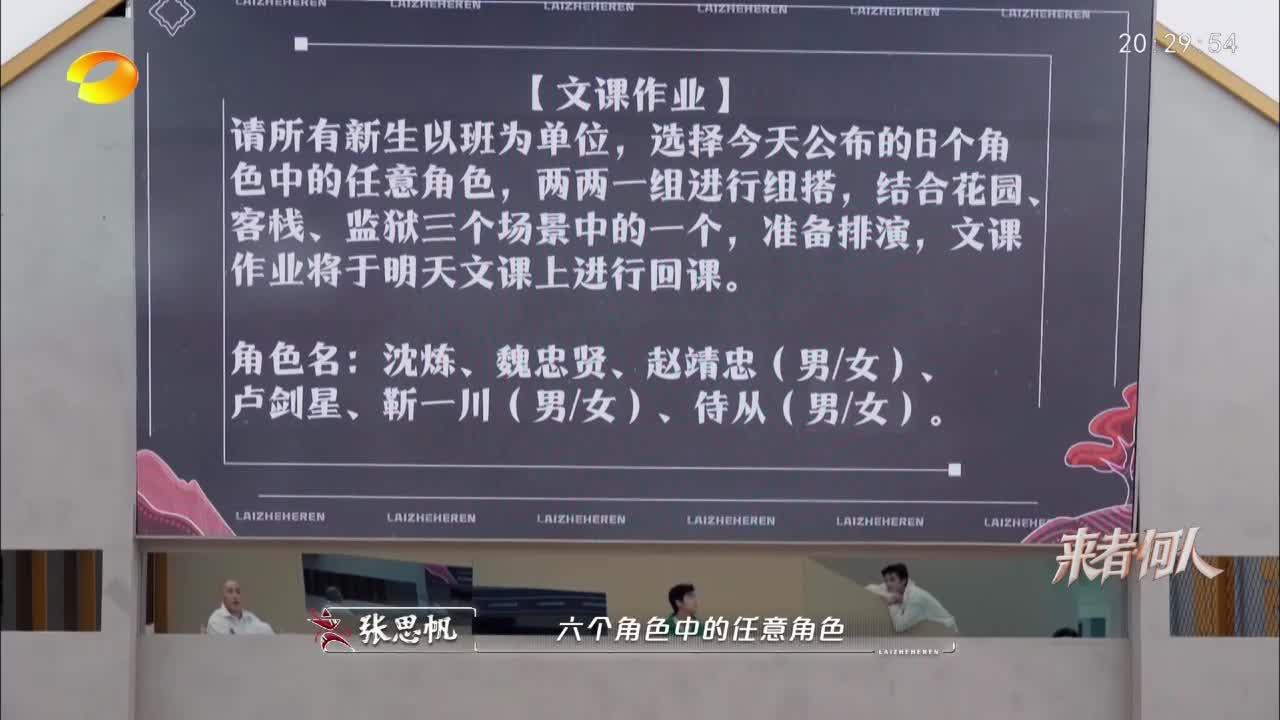 LAIZHEHEREN LAIZHEHEREN LAIZHEHEREN LAIZHEHEREN LAIZHEHEREN LAIZHEHEREN
20:29:54
【文课作业】
请所有新生以班为单位，选择今天公布的6个角
色中的任意角色，两两一组进行组搭，结合花园、
客栈、监狱三个场景中的一个，准备排演，文课
作业将于明天文课上进行回课。
角色名：沈炼、魏忠贤、赵靖忠（男/女）、
卢剑星、靳一川（男/女）、侍从（男/女）。
LAIZHEHEREN LAIZHEHEREN LAIZHEHEREN LAIZHEHEREN LAIZHEHEREN LAIZHEHEREN
来者何人
张思帆 六个角色中的任意角色
LAIZHEHEREN